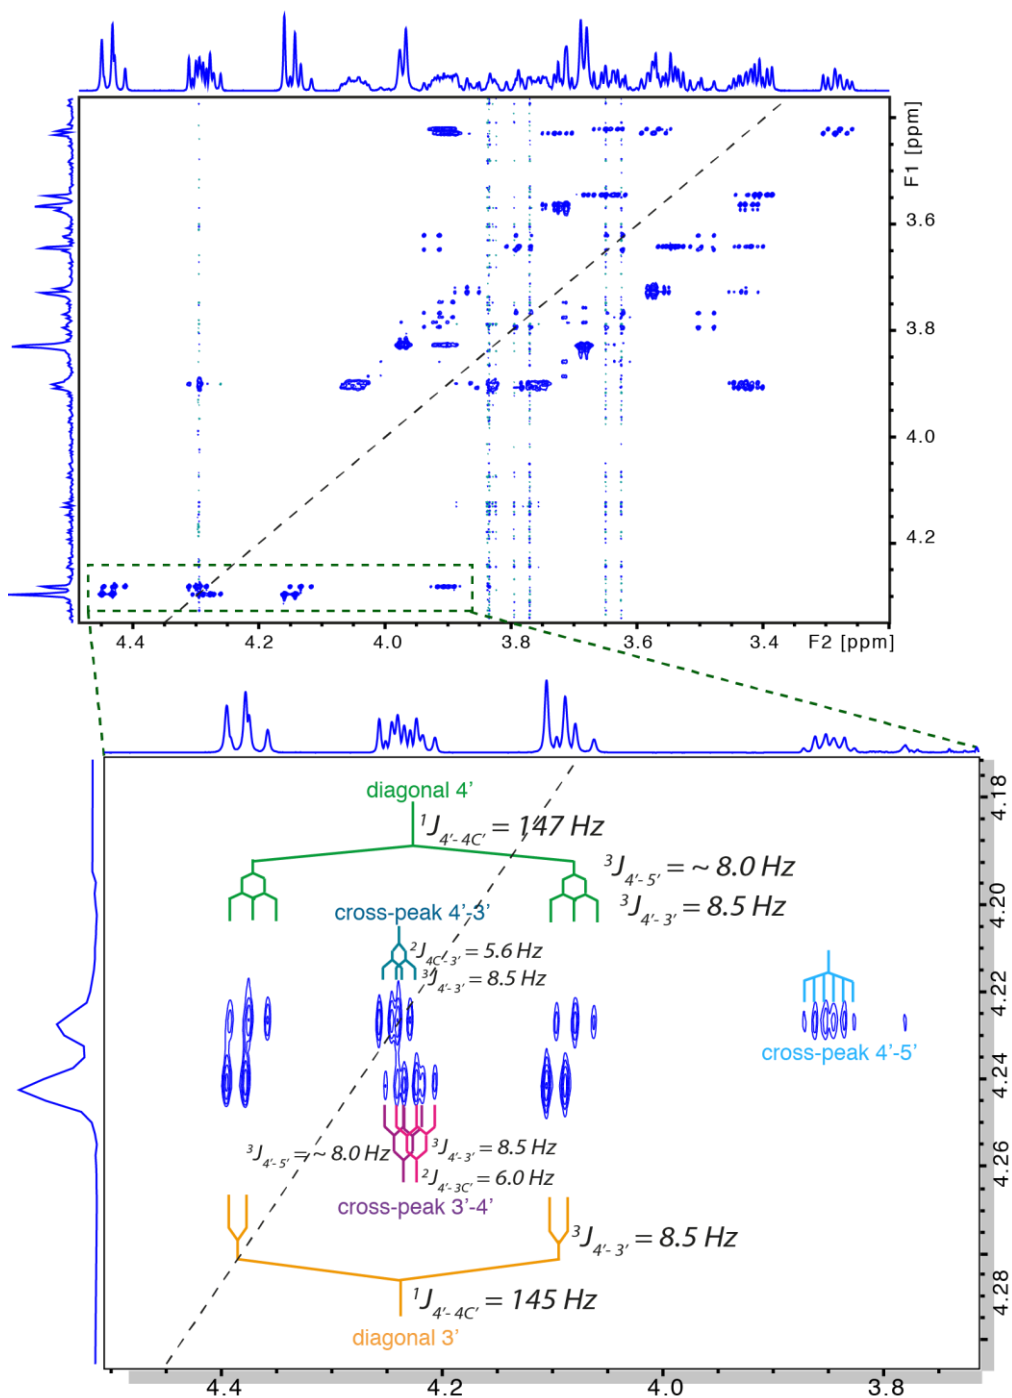 F1 [ppm]
3.6
3.8
4.0
4.2
4.4 4.2 4.0 3.8 3.6 3.4 F2 [ppm]
diagonal 4’
¹J4’-4C’ = 147 Hz
³J4’-5’ = ~ 8.0 Hz
³J4’-3’ = 8.5 Hz
cross-peak 4’-3’
²J4C’-3’ = 5.6 Hz
³J4’-3’ = 8.5 Hz
cross-peak 4’-5’
³J4’-5’ = ~ 8.0 Hz
³J4’-3’ = 8.5 Hz
²J4’-3C’ = 6.0 Hz
cross-peak 3’-4’
³J4’-3’ = 8.5 Hz
¹J4’-4C’ = 145 Hz
diagonal 3’
4.18
4.20
4.22
4.24
4.26
4.28
4.4 4.2 4.0 3.8